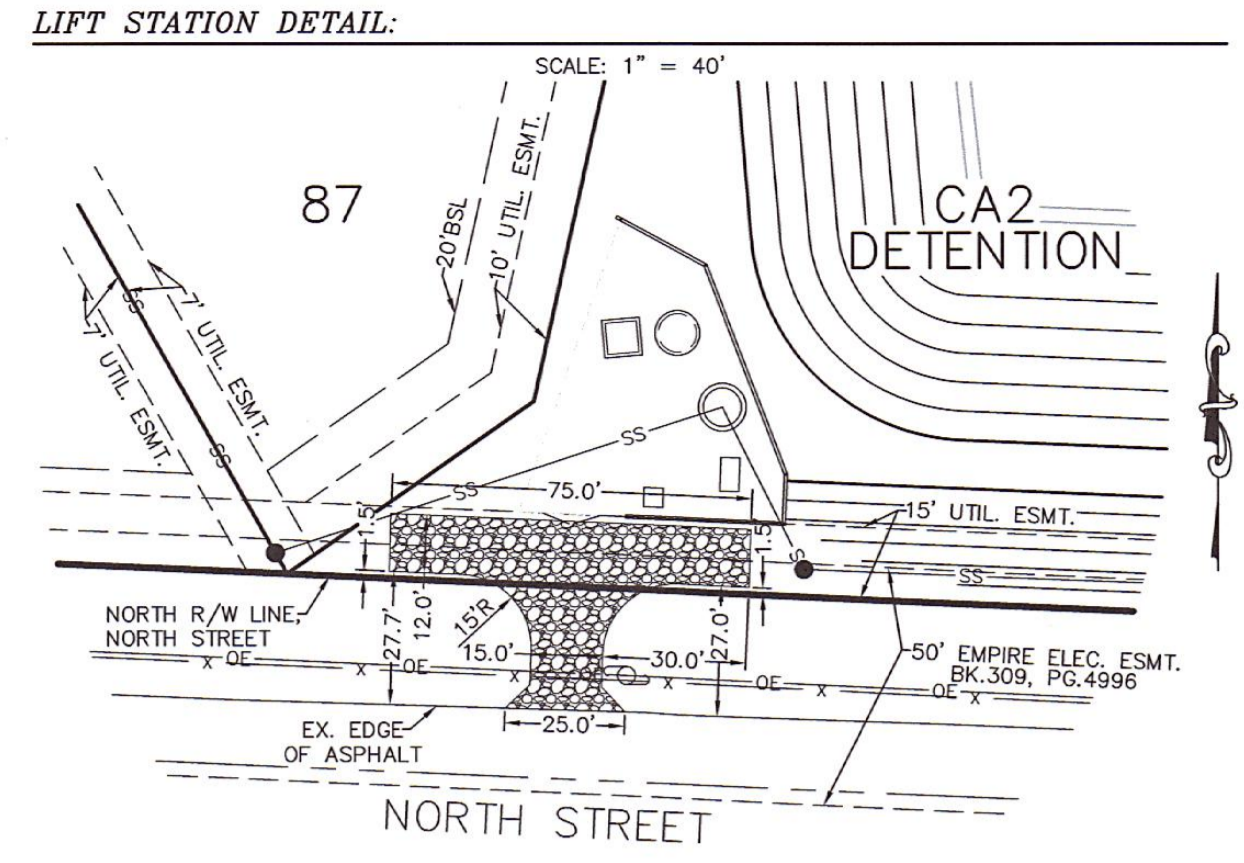 LIFT STATION DETAIL:
SCALE: 1" = 40'
87
20'BSL
10' UTIL. ESMT.
CA2
DETENTION
7' UTIL. ESMT.
7' UTIL. ESMT.
SS
SS
SS
SS
75.0'
1.5'
1.5'
15' UTIL. ESMT.
S
SS
NORTH R/W LINE,
NORTH STREET
27.7'
12.0'
15'R
15.0'
30.0'
27.0'
50' EMPIRE ELEC. ESMT.
BK.309, PG.4996
x OE x OE x x OE x OE x
25.0'
EX. EDGE
OF ASPHALT
NORTH STREET